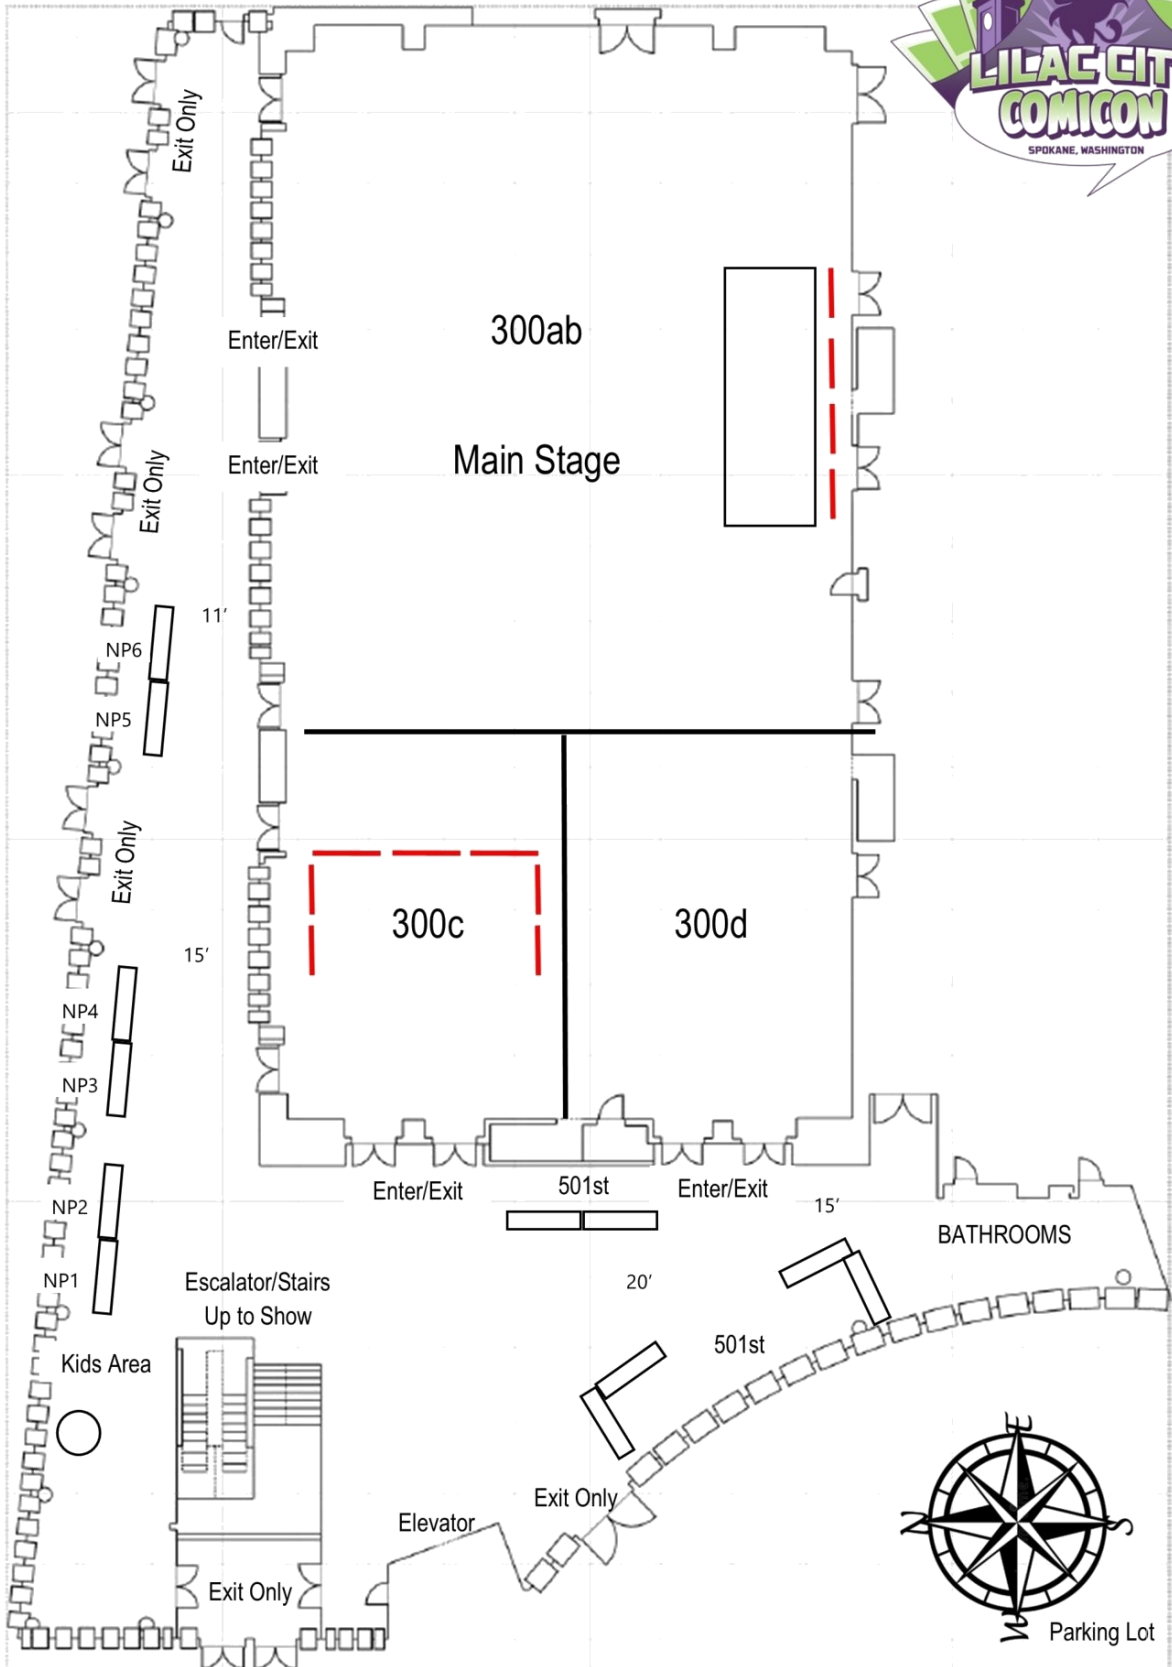 LILAC CIT
COMICON
SPOKANE, WASHINGTON
Exit Only
Enter/Exit
300ab
Enter/Exit
Main Stage
Exit Only
11'
NP6
NP5
Exit Only
300c
300d
15'
NP4
NP3
Enter/Exit
501st
Enter/Exit
15'
NP2
BATHROOMS
NP1
Escalator/Stairs
Up to Show
20'
Kids Area
501st
Exit Only
Elevator
Exit Only
E
N
S
W
Parking Lot